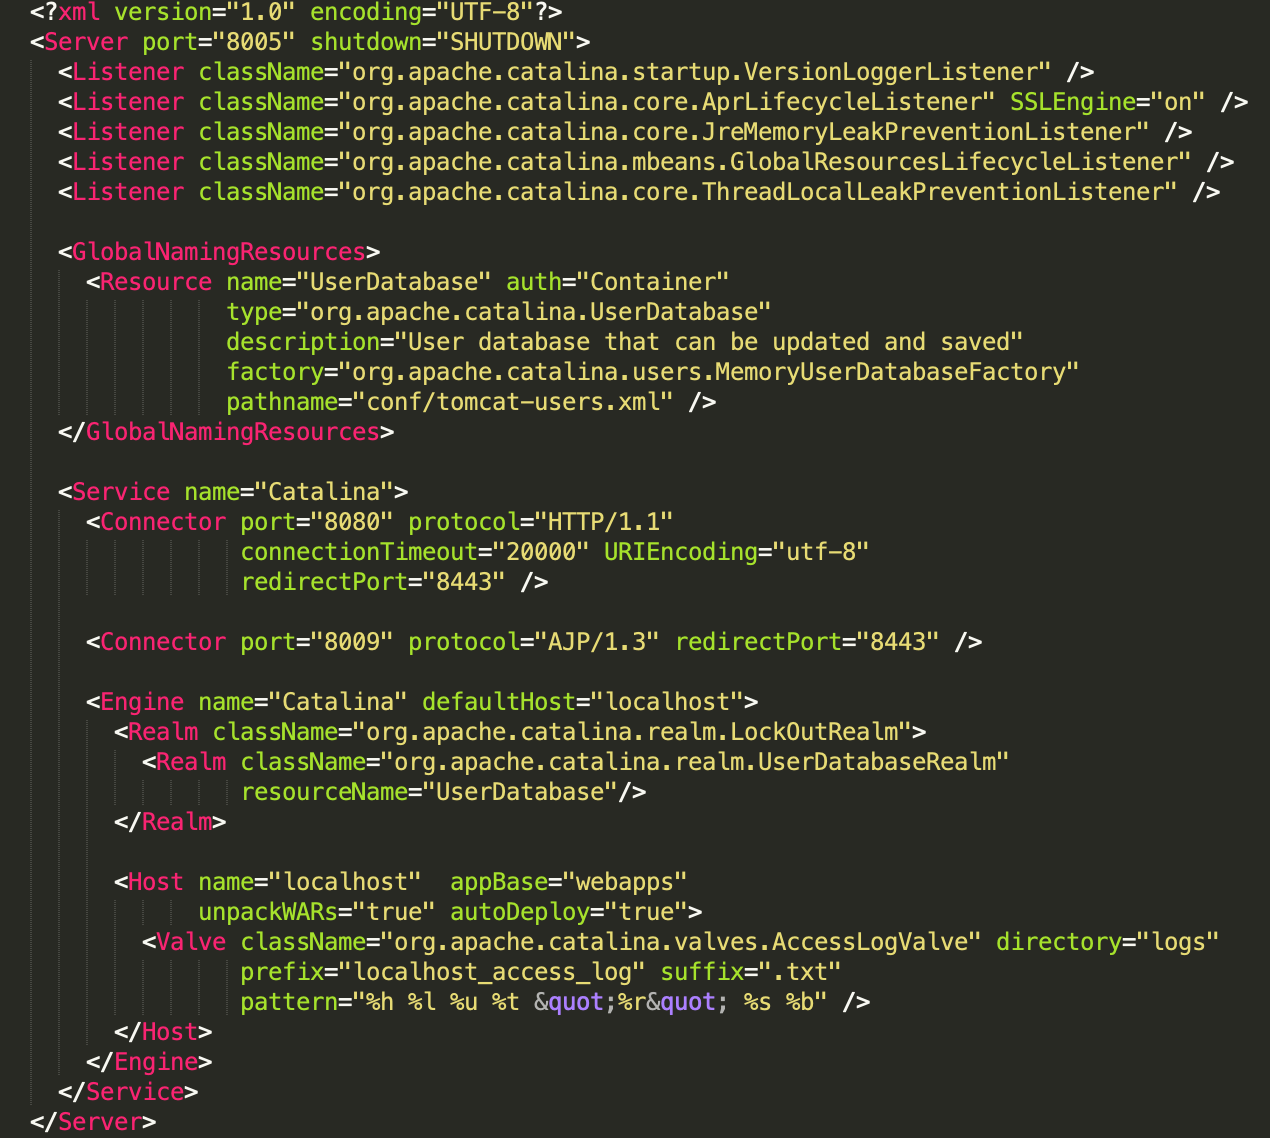 <?xml version="1.0" encoding="UTF-8"?>
<Server port="8005" shutdown="SHUTDOWN">
  <Listener className="org.apache.catalina.startup.VersionLoggerListener" />
  <Listener className="org.apache.catalina.core.AprLifecycleListener" SSLEngine="on" />
  <Listener className="org.apache.catalina.core.JreMemoryLeakPreventionListener" />
  <Listener className="org.apache.catalina.mbeans.GlobalResourcesLifecycleListener" />
  <Listener className="org.apache.catalina.core.ThreadLocalLeakPreventionListener" />

  <GlobalNamingResources>
    <Resource name="UserDatabase" auth="Container"
              type="org.apache.catalina.UserDatabase"
              description="User database that can be updated and saved"
              factory="org.apache.catalina.users.MemoryUserDatabaseFactory"
              pathname="conf/tomcat-users.xml" />
  </GlobalNamingResources>

  <Service name="Catalina">
    <Connector port="8080" protocol="HTTP/1.1"
               connectionTimeout="20000" URIEncoding="utf-8"
               redirectPort="8443" />

    <Connector port="8009" protocol="AJP/1.3" redirectPort="8443" />

    <Engine name="Catalina" defaultHost="localhost">
      <Realm className="org.apache.catalina.realm.LockOutRealm">
        <Realm className="org.apache.catalina.realm.UserDatabaseRealm"
               resourceName="UserDatabase"/>
      </Realm>

      <Host name="localhost"  appBase="webapps"
            unpackWARs="true" autoDeploy="true">
        <Valve className="org.apache.catalina.valves.AccessLogValve" directory="logs"
               prefix="localhost_access_log" suffix=".txt"
               pattern="%h %l %u %t &quot;%r&quot; %s %b" />
      </Host>
    </Engine>
  </Service>
</Server>